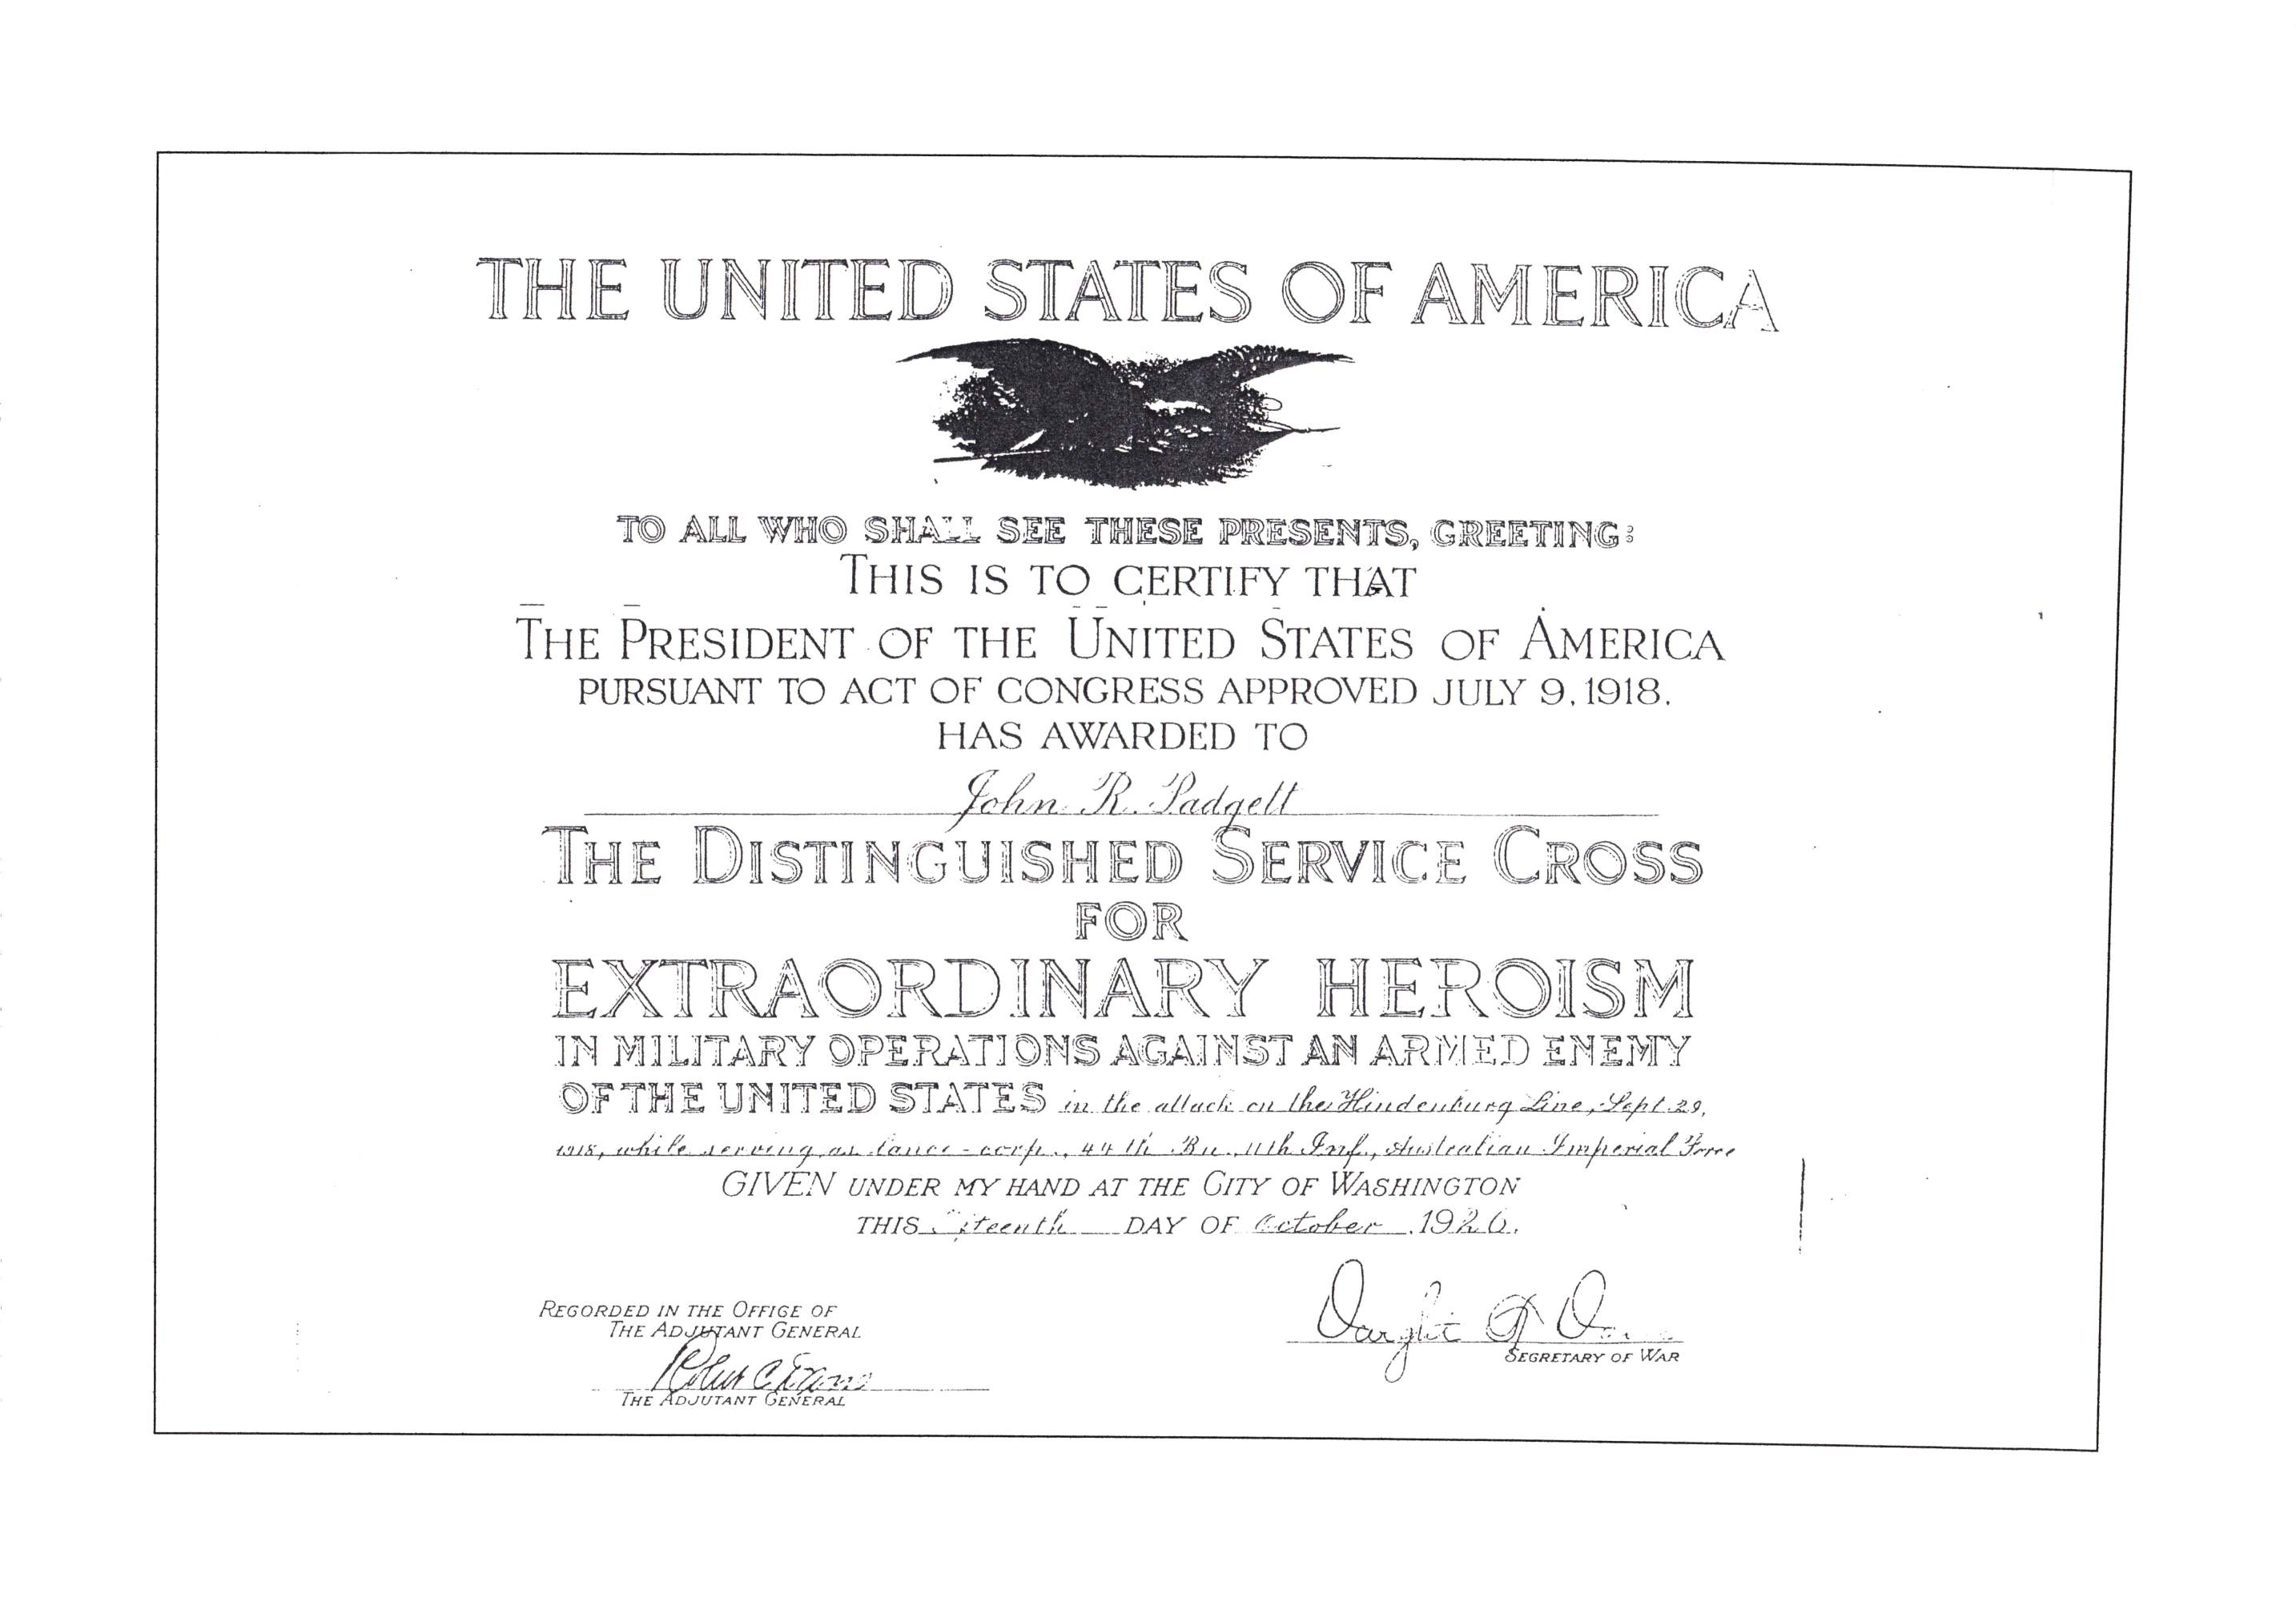 THE UNITED STATES OF AMERICA
TO ALL WHO SHALL SEE THESE PRESENTS, GREETING:
THIS IS TO CERTIFY THAT
THE PRESIDENT OF THE UNITED STATES OF AMERICA
PURSUANT TO ACT OF CONGRESS APPROVED JULY 9, 1918.
HAS AWARDED TO
John R. Padgett
THE DISTINGUISHED SERVICE CROSS
FOR
EXTRAORDINARY HEROISM
IN MILITARY OPERATIONS AGAINST AN ARMED ENEMY
OF THE UNITED STATES in the attack on the Hindenburg Line, Sept. 29,
1918, while serving as lance-corp., 44th Bn., 11th Inf., Australian Imperial Force
GIVEN UNDER MY HAND AT THE CITY OF WASHINGTON
THIS DAY OF October, 1926.
RECORDED IN THE OFFICE OF
THE ADJUTANT GENERAL
THE ADJUTANT GENERAL
Dwight F. Davis
SECRETARY OF WAR